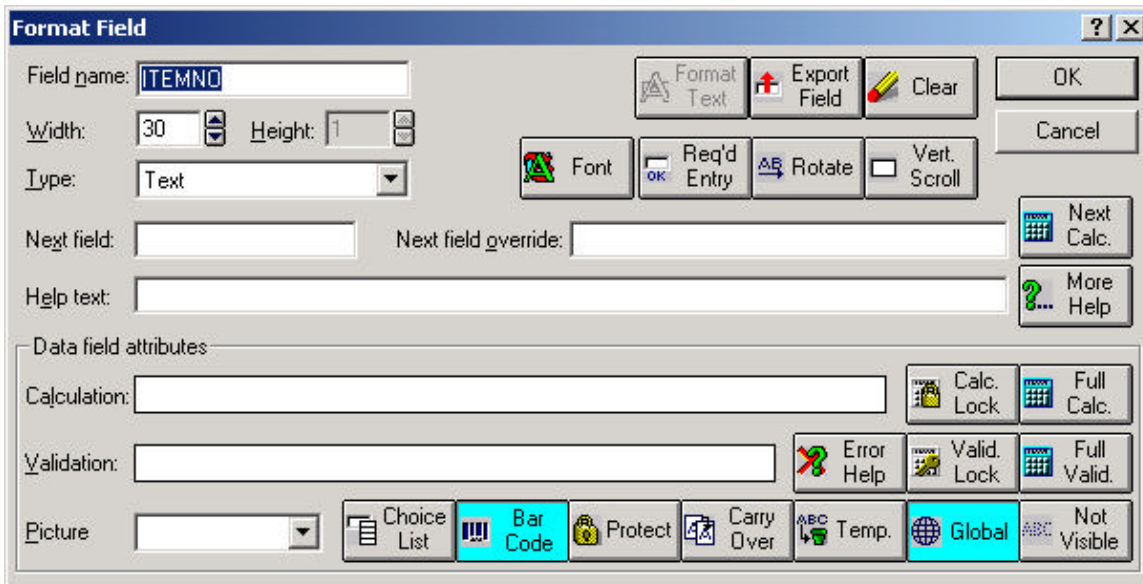 Format Field
Field name: ITEMNO
Format Text
Export Field
Clear
OK
Width: 30 Height: 1
Cancel
Type: Text
Font
Req'd Entry
Rotate
Vert. Scroll
Next field:
Next field override:
Next Calc.
Help text:
More Help
Data field attributes
Calculation:
Calc. Lock
Full Calc.
Validation:
Error Help
Valid. Lock
Full Valid.
Picture
Choice List
Bar Code
Protect
Carry Over
Temp.
Global
Not Visible